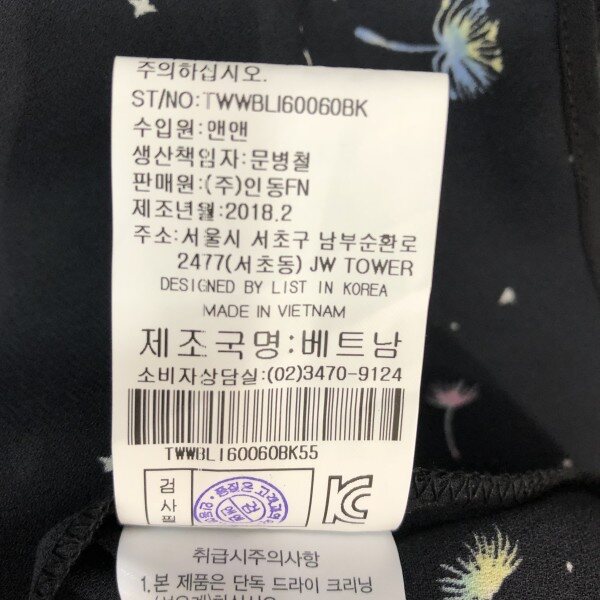 주의하십시오.
ST/NO:TWWBLI60060BK
수입원:앤앤
생산책임자:문병철
판매원:(주)인동FN
제조년월:2018.2
주소:서울시 서초구 남부순환로
2477(서초동) JW TOWER
DESIGNED BY LIST IN KOREA
MADE IN VIETNAM
제조국명:베트남
소비자상담실:(02)3470-9124
TWWBLI60060BK55
검사필
취급시주의사항
1.본 제품은 단독 드라이 크리닝